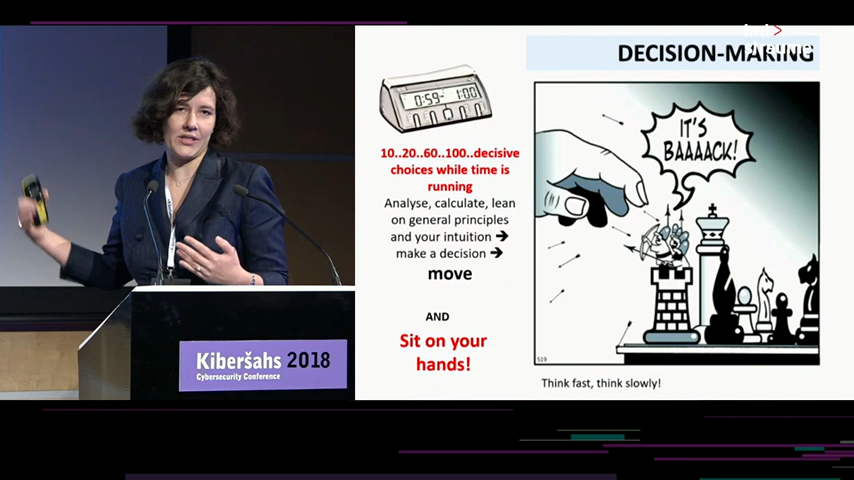 DECISION-MAKING
0:59- 1:00
10..20..60..100..decisive
choices while time is
running
Analyse, calculate, lean
on general principles
and your intuition ➔
make a decision ➔
move
AND
Sit on your
hands!
IT'S
BAAAACK!
519
Think fast, think slowly!
Kiberšahs 2018
Cybersecurity Conference